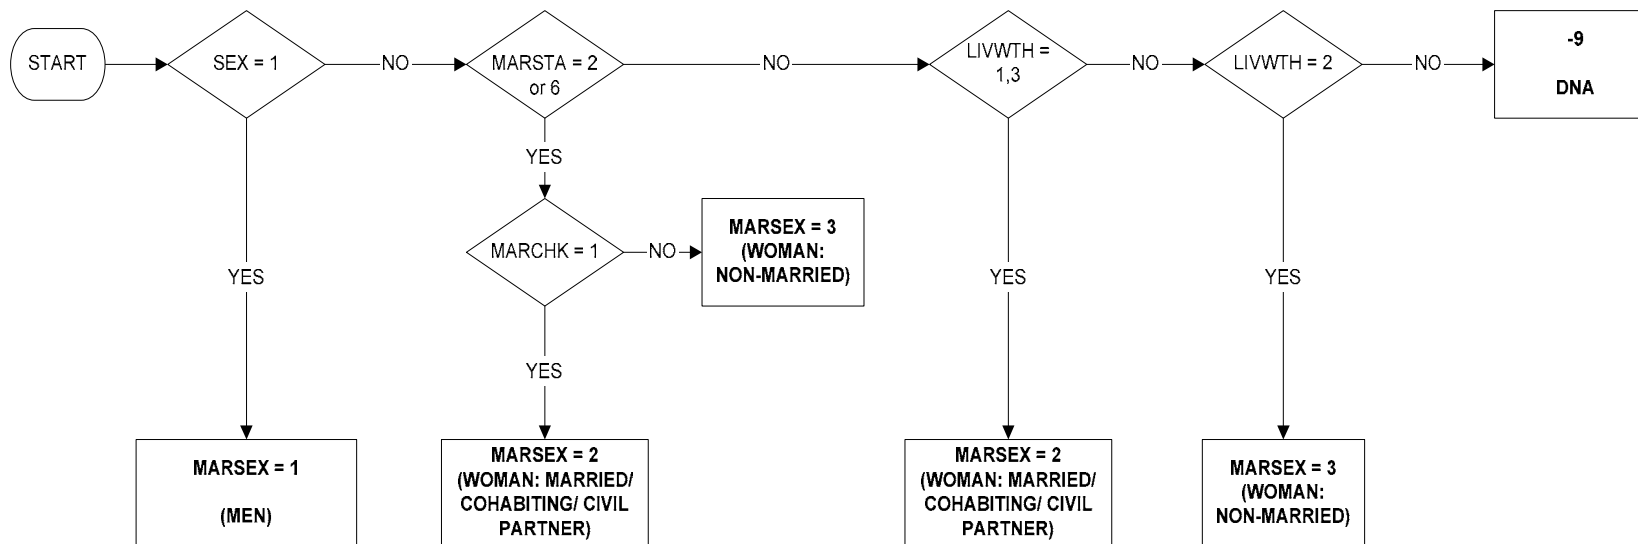 START
SEX = 1
NO
MARSTA = 2
or 6
NO
LIVWTH =
1,3
NO
LIVWTH = 2
NO
-9
DNA
YES
MARCHK = 1
NO
MARSEX = 3
(WOMAN:
NON-MARRIED)
YES
YES
YES
YES
MARSEX = 1
(MEN)
MARSEX = 2
(WOMAN: MARRIED/
COHABITING/ CIVIL
PARTNER)
MARSEX = 2
(WOMAN: MARRIED/
COHABITING/ CIVIL
PARTNER)
MARSEX = 3
(WOMAN:
NON-MARRIED)